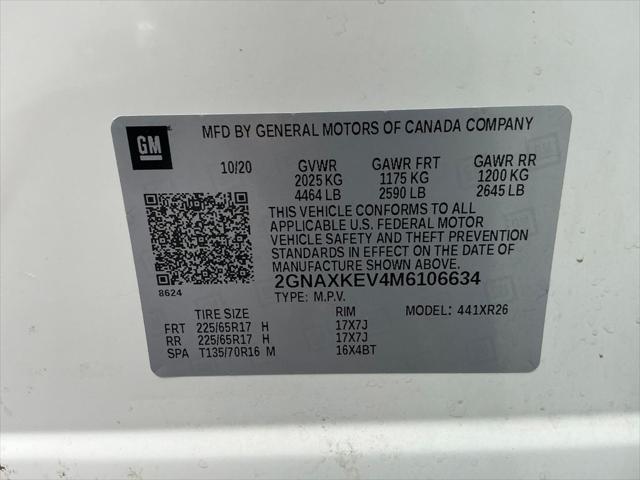 GM
MFD BY GENERAL MOTORS OF CANADA COMPANY
10/20 GVWR GAWR FRT GAWR RR
2025 KG 1175 KG 1200 KG
4464 LB 2590 LB 2645 LB
THIS VEHICLE CONFORMS TO ALL
APPLICABLE U.S. FEDERAL MOTOR
VEHICLE SAFETY AND THEFT PREVENTION
STANDARDS IN EFFECT ON THE DATE OF
MANUFACTURE SHOWN ABOVE.
8624 2GNAXKEV4M6106634
TYPE: M.P.V. MODEL: 441XR26
TIRE SIZE RIM
FRT 225/65R17 H 17X7J
RR 225/65R17 H 17X7J
SPA T135/70R16 M 16X4BT